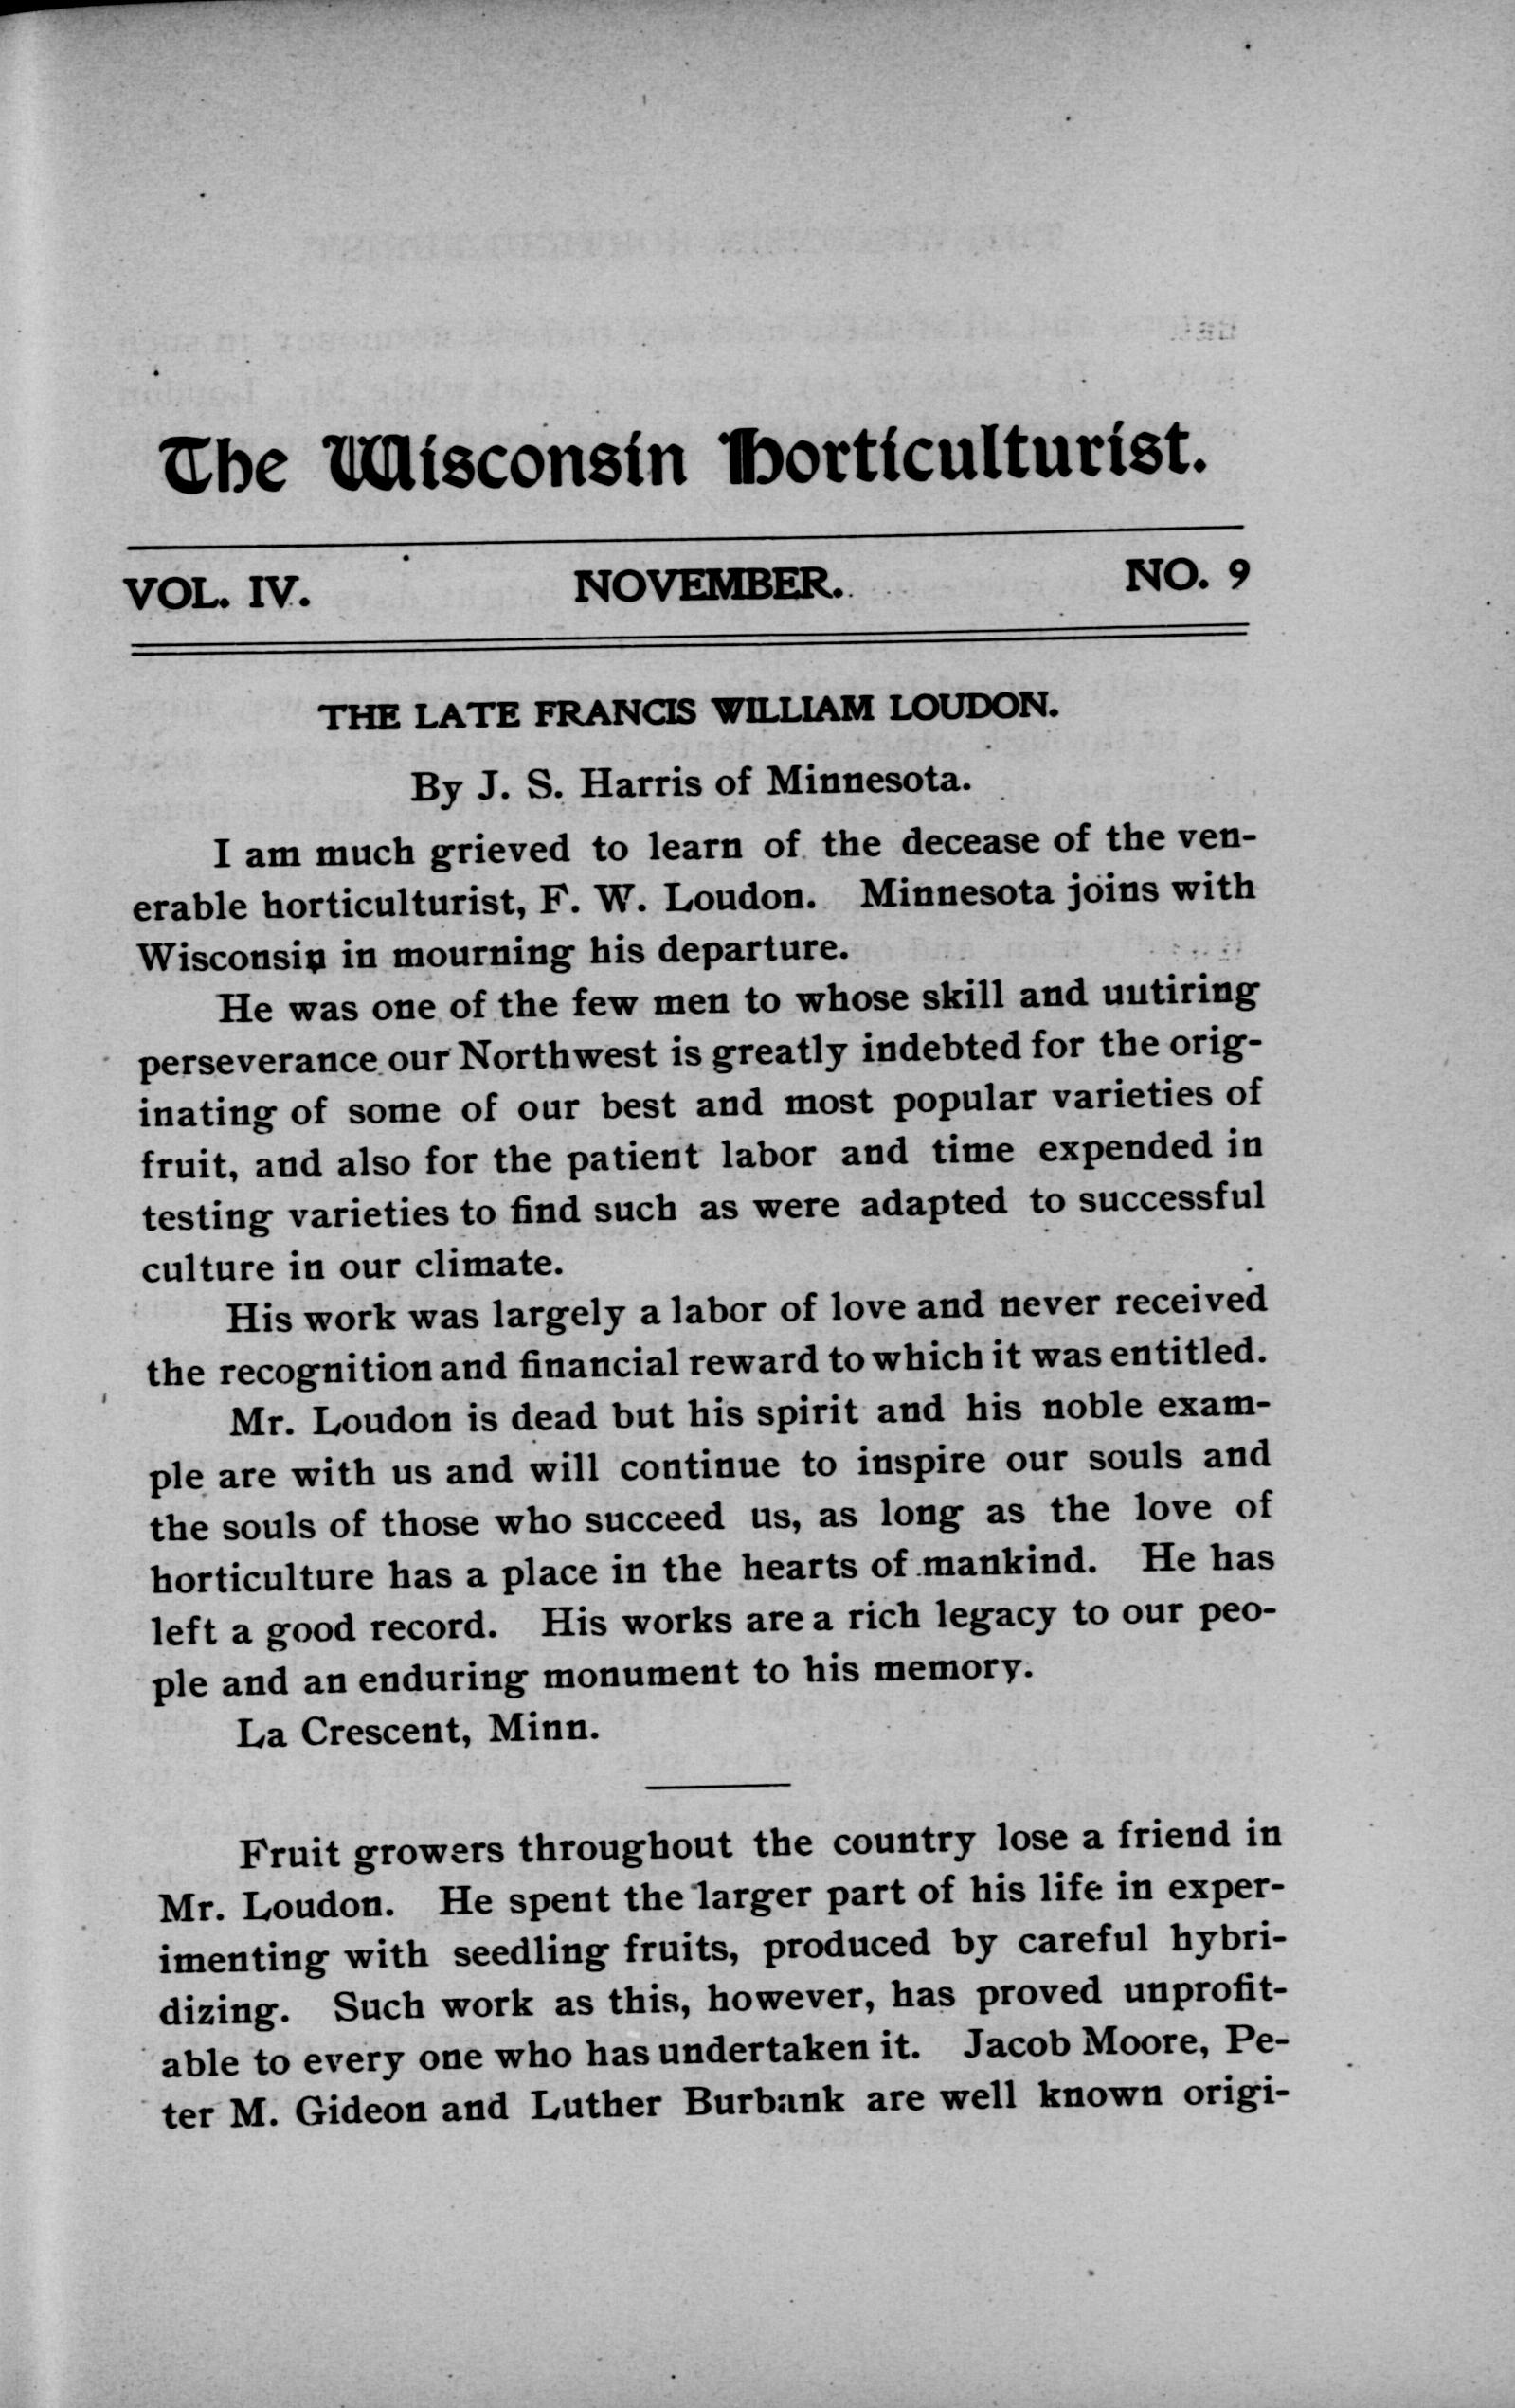 The Wisconsin Horticulturist.
VOL. IV. NOVEMBER. NO. 9
THE LATE FRANCIS WILLIAM LOUDON.
By J. S. Harris of Minnesota.
I am much grieved to learn of the decease of the ven-
erable horticulturist, F. W. Loudon. Minnesota joins with
Wisconsin in mourning his departure.
He was one of the few men to whose skill and untiring
perseverance our Northwest is greatly indebted for the orig-
inating of some of our best and most popular varieties of
fruit, and also for the patient labor and time expended in
testing varieties to find such as were adapted to successful
culture in our climate.
His work was largely a labor of love and never received
the recognition and financial reward to which it was entitled.
Mr. Loudon is dead but his spirit and his noble exam-
ple are with us and will continue to inspire our souls and
the souls of those who succeed us, as long as the love of
horticulture has a place in the hearts of mankind. He has
left a good record. His works are a rich legacy to our peo-
ple and an enduring monument to his memory.
La Crescent, Minn.
Fruit growers throughout the country lose a friend in
Mr. Loudon. He spent the larger part of his life in exper-
imenting with seedling fruits, produced by careful hybri-
dizing. Such work as this, however, has proved unprofit-
able to every one who has undertaken it. Jacob Moore, Pe-
ter M. Gideon and Luther Burbank are well known origi-